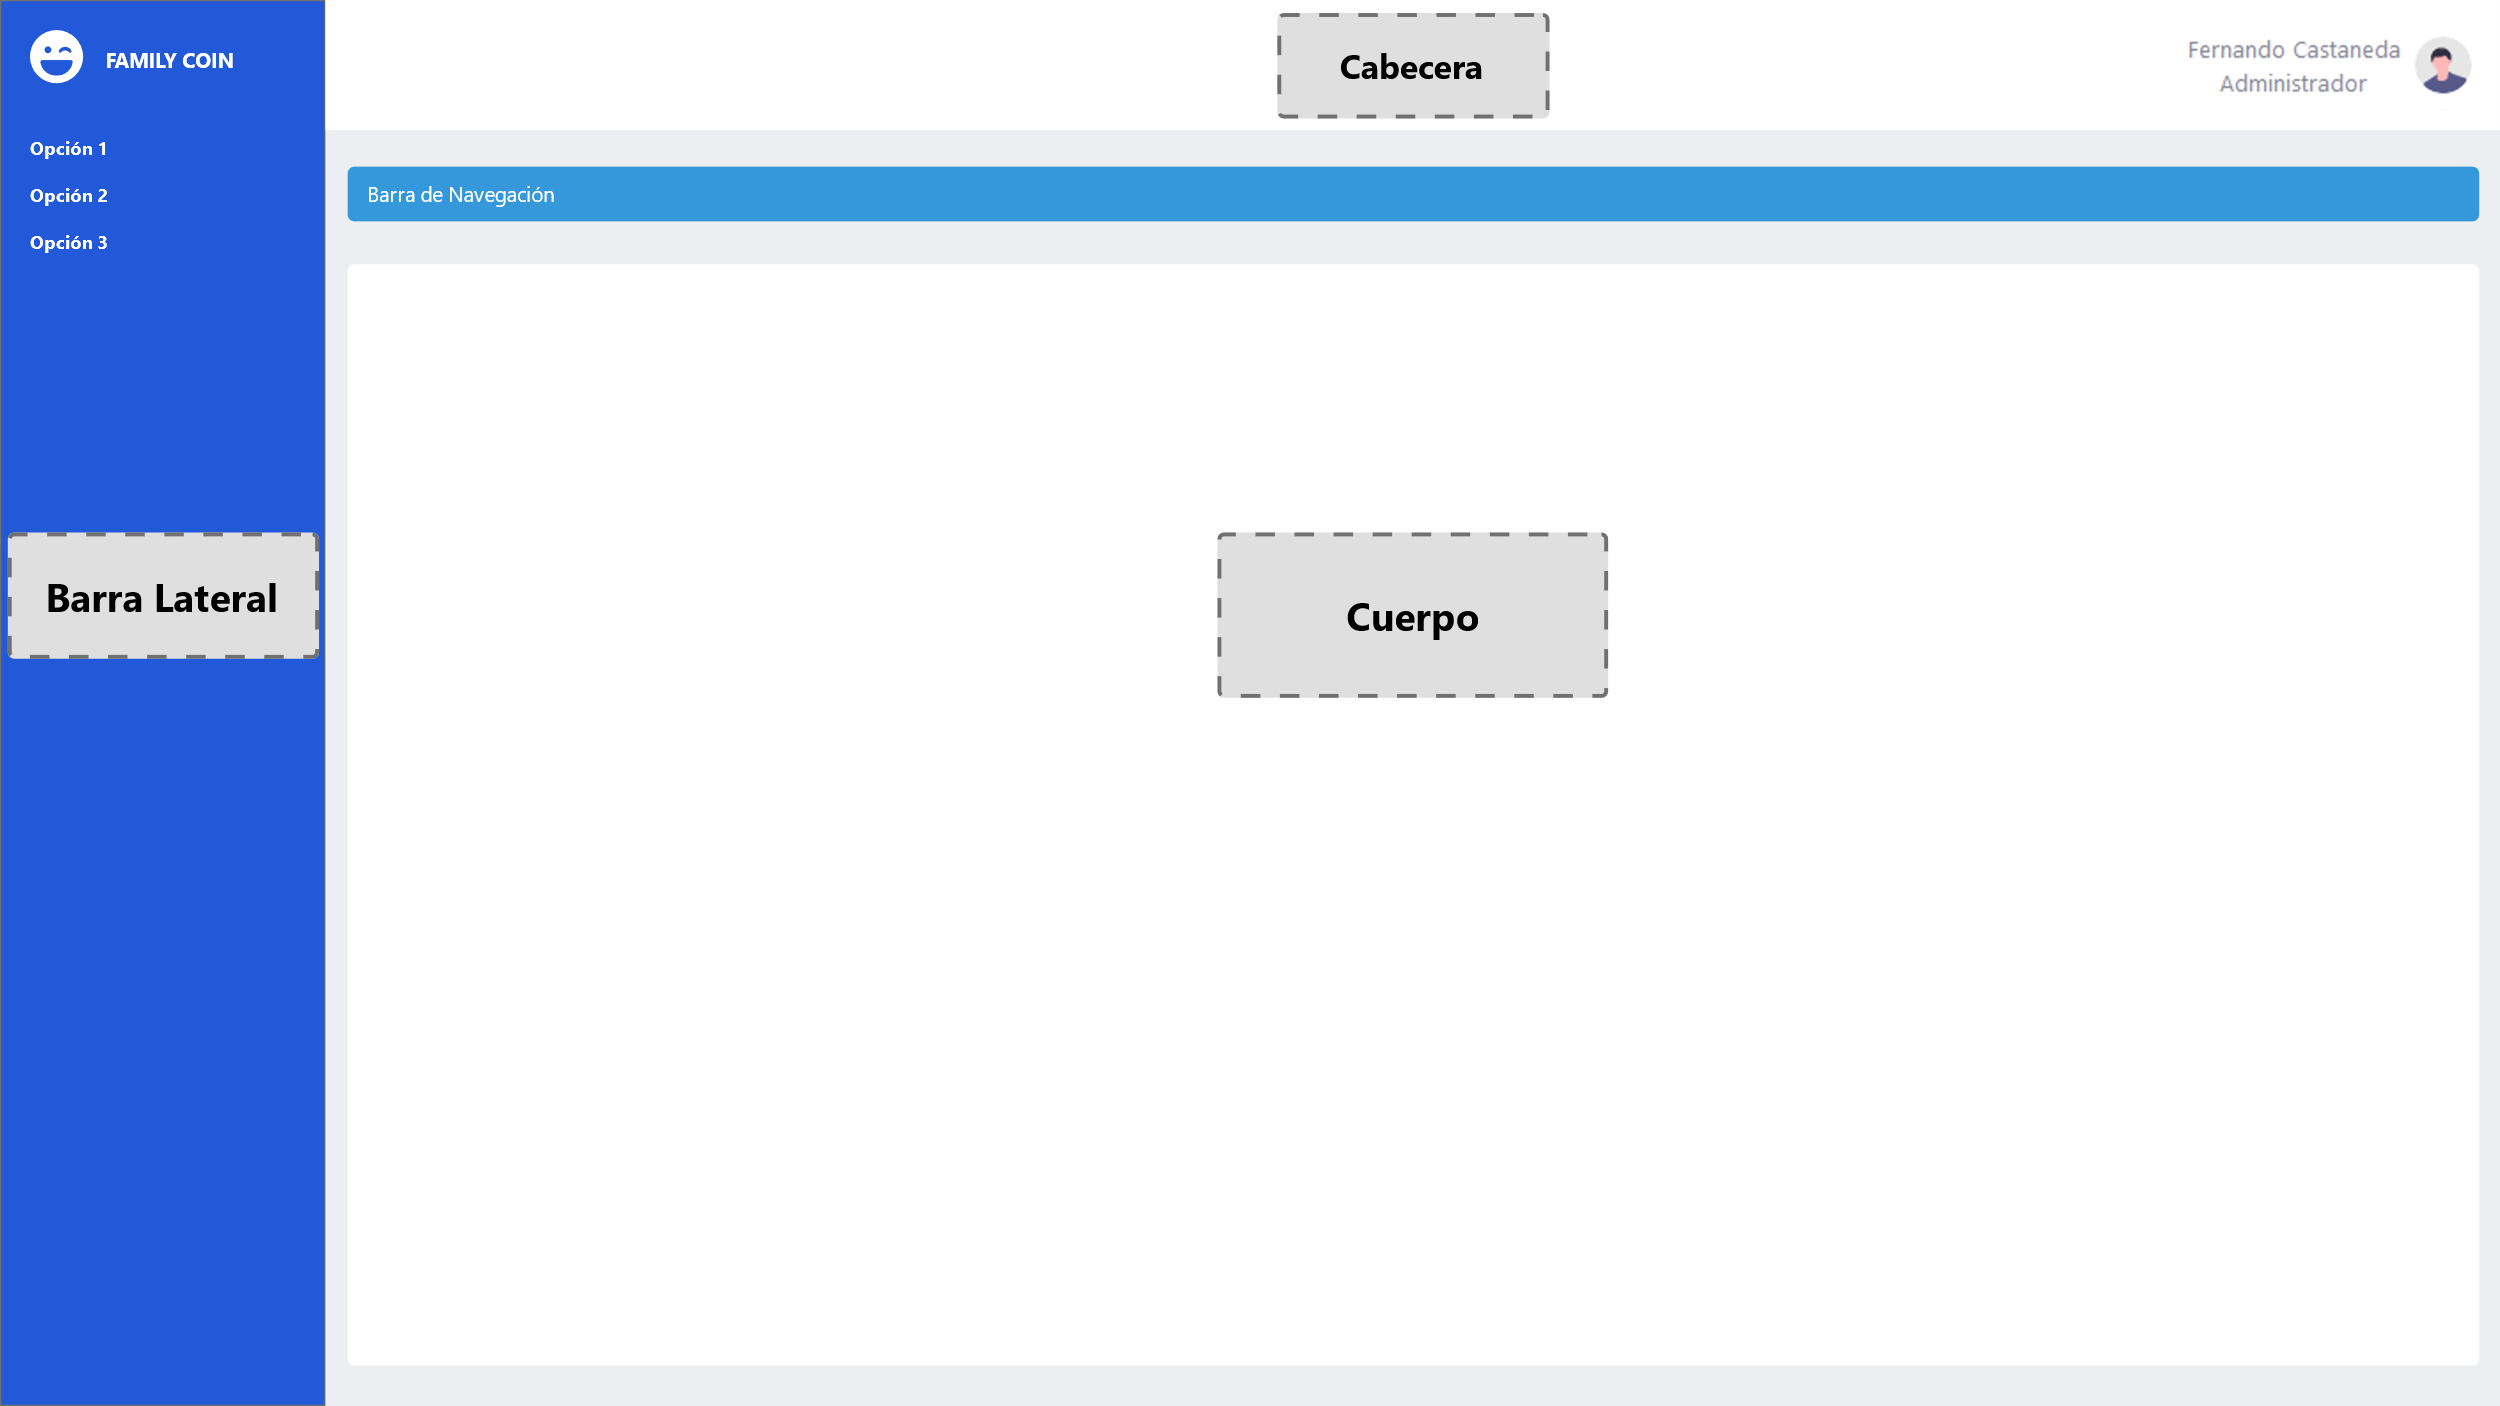 FAMILY COIN
Opción 1
Opción 2
Opción 3
Barra Lateral
Cabecera
Fernando Castaneda
Administrador
Barra de Navegación
Cuerpo